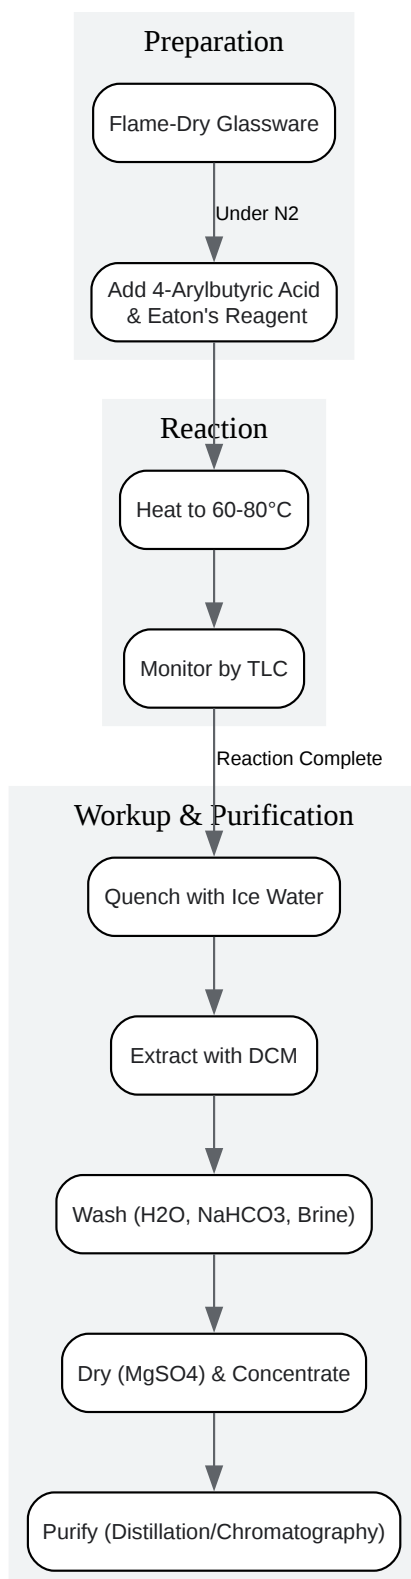 Preparation
Flame-Dry Glassware
Under N2
Add 4-Arylbutyric Acid
& Eaton's Reagent
Reaction
Heat to 60-80°C
Monitor by TLC
Reaction Complete
Workup & Purification
Quench with Ice Water
Extract with DCM
Wash (H2O, NaHCO3, Brine)
Dry (MgSO4) & Concentrate
Purify (Distillation/Chromatography)